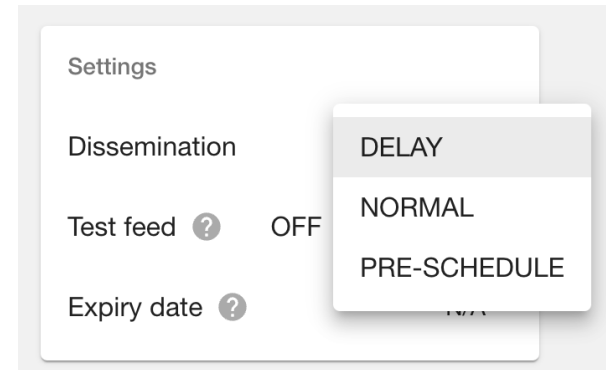 Settings
Dissemination
DELAY
NORMAL
Test feed ? OFF
PRE-SCHEDULE
Expiry date ?